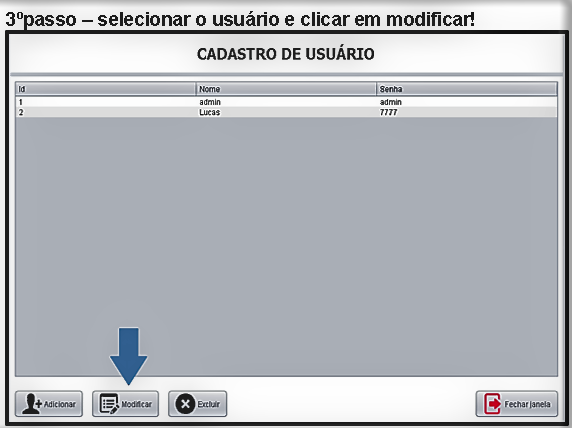 3ºpasso – selecionar o usuário e clicar em modificar!
CADASTRO DE USUÁRIO
Id Nome Senha
1 admin admin
2 Lucas 7777
Adicionar Modificar Excluir Fechar Janela